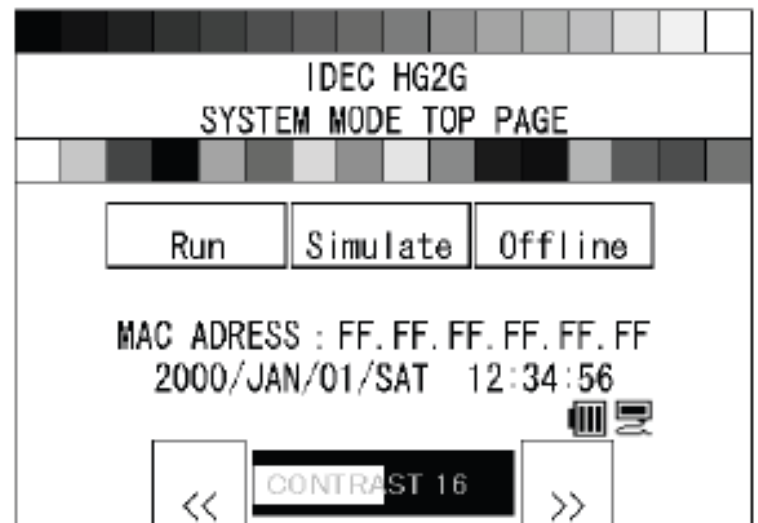 IDEC HG2G
SYSTEM MODE TOP PAGE
Run Simulate Offline
MAC ADRESS : FF. FF. FF. FF. FF. FF
2000/JAN/01/SAT 12:34:56
<< CONTRAST 16 >>